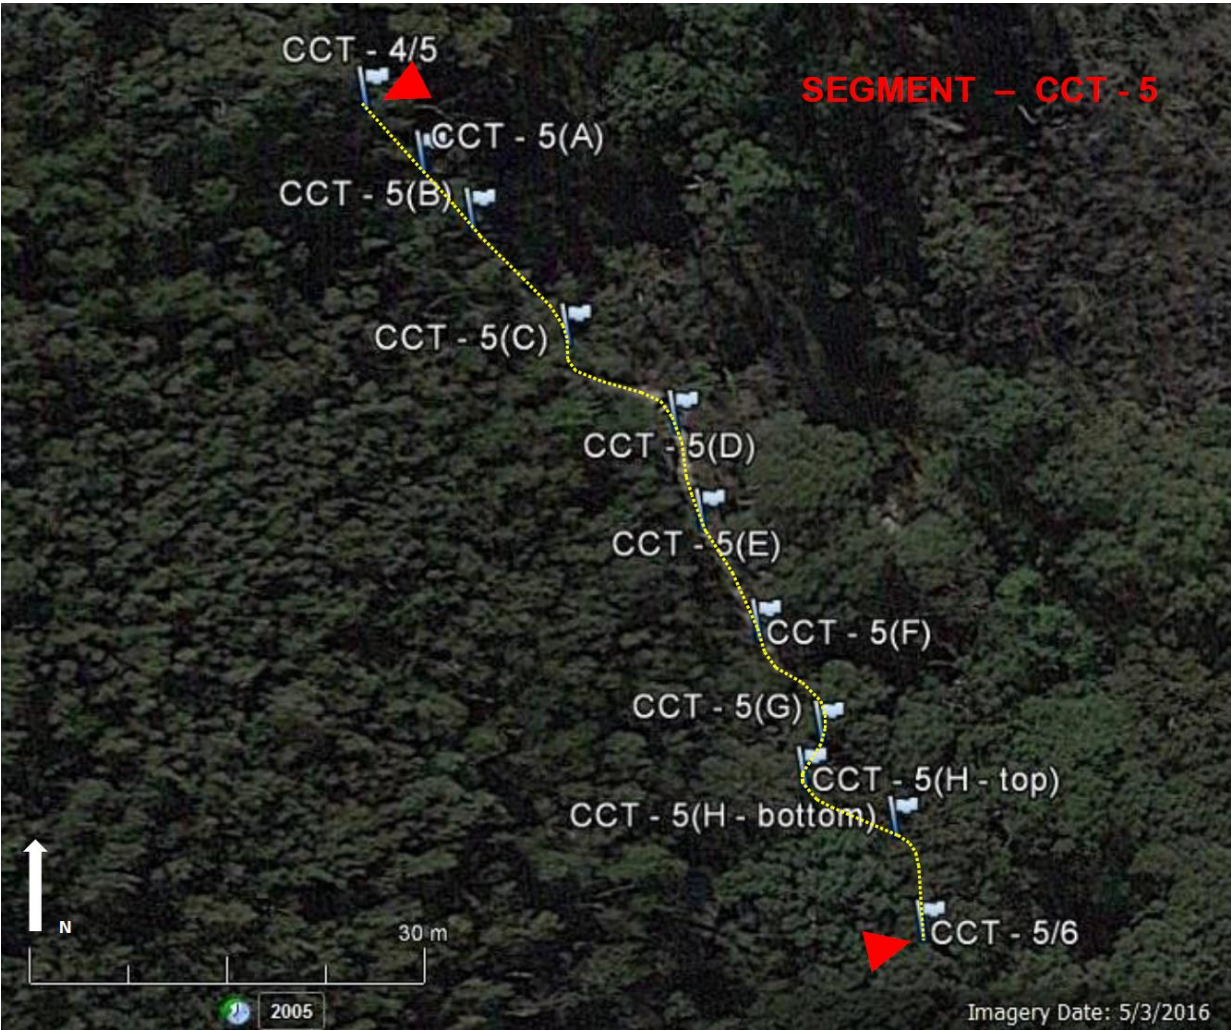 CCT - 4/5
SEGMENT – CCT - 5
CCT - 5(A)
CCT - 5(B)
CCT - 5(C)
CCT - 5(D)
CCT - 5(E)
CCT - 5(F)
CCT - 5(G)
CCT - 5(H - top)
CCT - 5(H - bottom)
CCT - 5/6
N
30 m
2005
Imagery Date: 5/3/2016